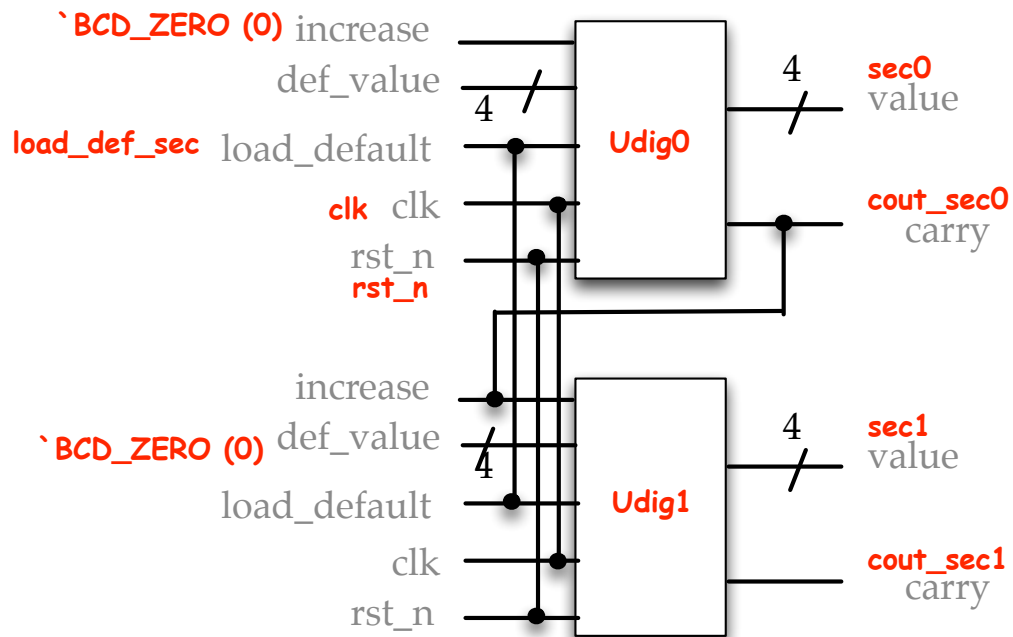 `BCD_ZERO (0) increase
def_value
4
load_def_sec load_default
clk clk
rst_n
rst_n
Udig0
4
sec0
value
cout_sec0
carry
increase
`BCD_ZERO (0) def_value
4
load_default
clk
rst_n
Udig1
4
sec1
value
cout_sec1
carry